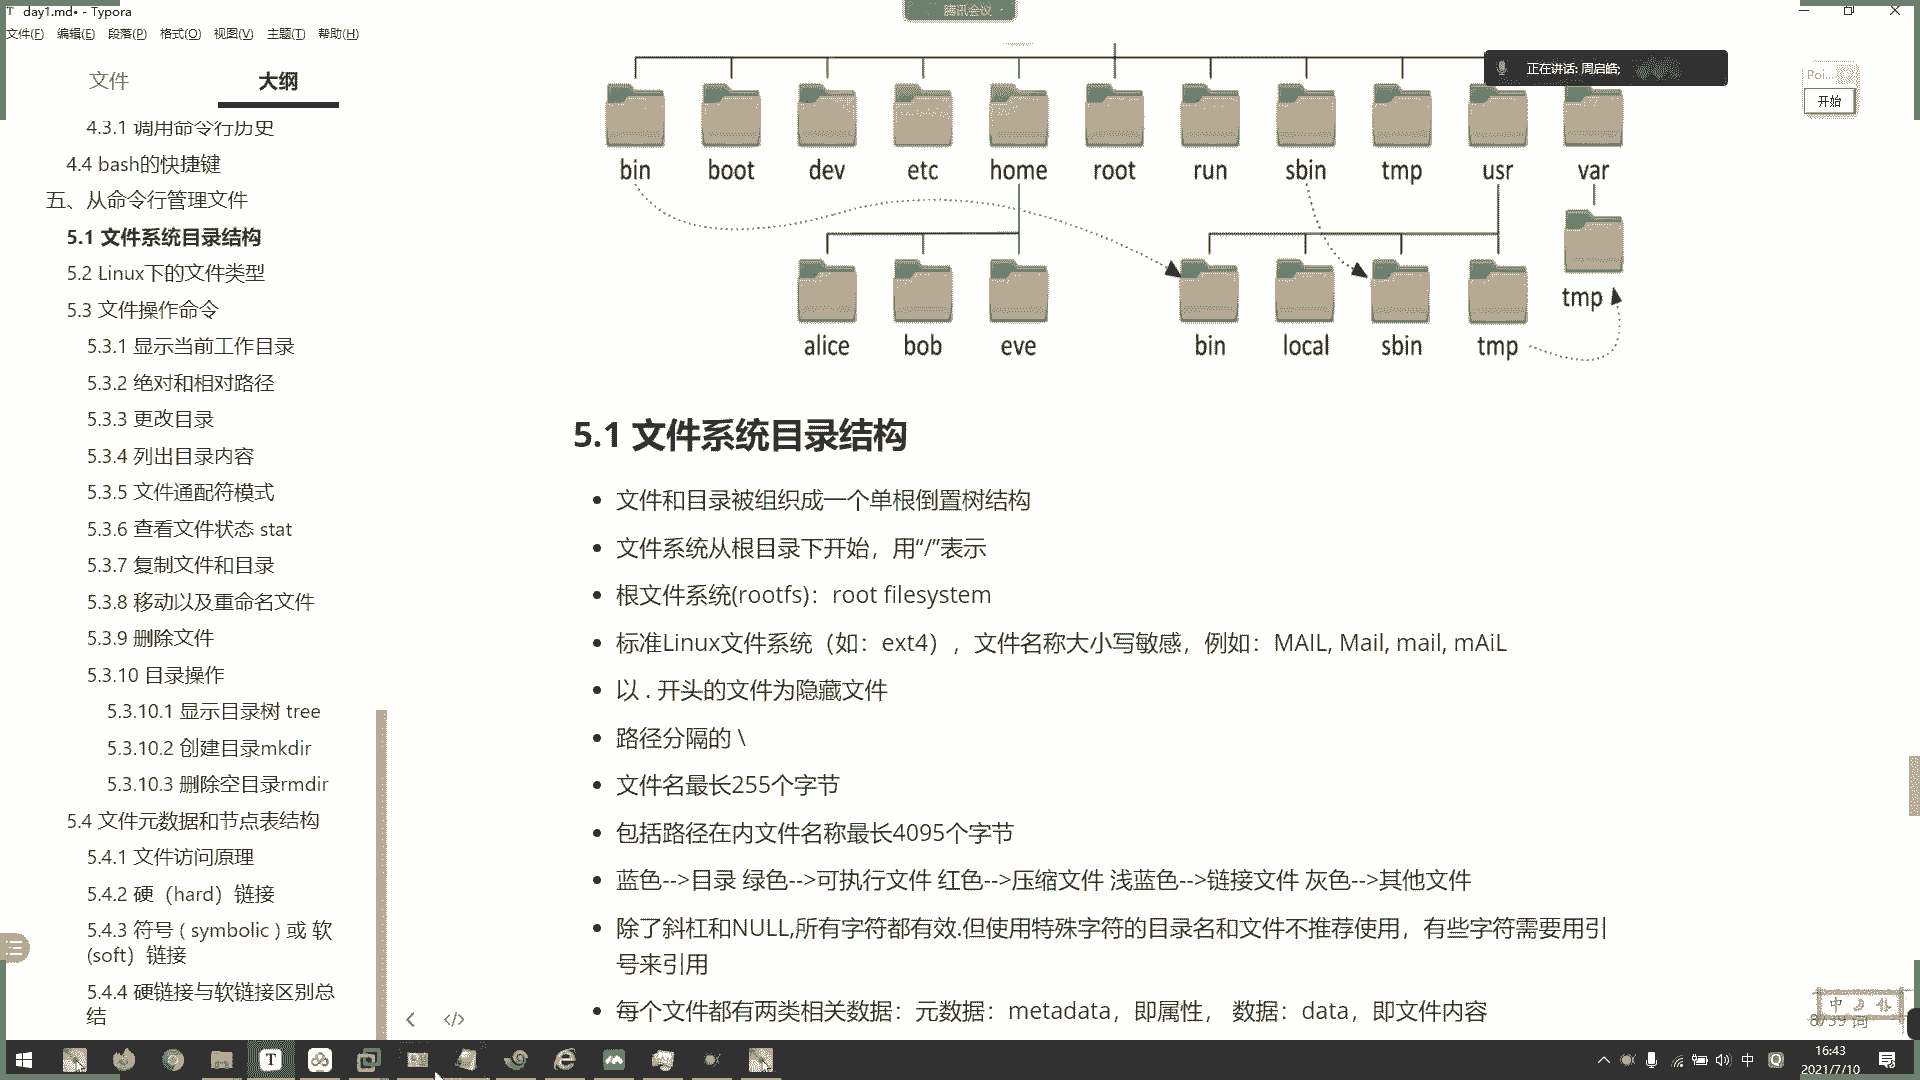 day1.md• - Typora
腾讯会议
文件(F) 编辑(E) 段落(P) 格式(O) 视图(V) 主题(T) 帮助(H)
正在讲话: 周启皓;
Poi...
开始
文件
大纲
4.3.1 调用命令行历史
4.4 bash的快捷键
五、从命令行管理文件
5.1 文件系统目录结构
5.2 Linux下的文件类型
5.3 文件操作命令
5.3.1 显示当前工作目录
5.3.2 绝对和相对路径
5.3.3 更改目录
5.3.4 列出目录内容
5.3.5 文件通配符模式
5.3.6 查看文件状态 stat
5.3.7 复制文件和目录
5.3.8 移动以及重命名文件
5.3.9 删除文件
5.3.10 目录操作
5.3.10.1 显示目录树 tree
5.3.10.2 创建目录mkdir
5.3.10.3 删除空目录rmdir
5.4 文件元数据和节点表结构
5.4.1 文件访问原理
5.4.2 硬（hard）链接
5.4.3 符号 ( symbolic ) 或 软
(soft）链接
5.4.4 硬链接与软链接区别总
结
bin boot dev etc home root run sbin tmp usr var
tmp
alice bob eve bin local sbin tmp
5.1 文件系统目录结构
• 文件和目录被组织成一个单根倒置树结构
• 文件系统从根目录下开始，用“/”表示
• 根文件系统(rootfs)：root filesystem
• 标准Linux文件系统（如：ext4），文件名称大小写敏感，例如：MAIL, Mail, mail, mAiL
• 以 . 开头的文件为隐藏文件
• 路径分隔的 \
• 文件名最长255个字节
• 包括路径在内文件名称最长4095个字节
• 蓝色-->目录 绿色-->可执行文件 红色-->压缩文件 浅蓝色-->链接文件 灰色-->其他文件
• 除了斜杠和NULL,所有字符都有效.但使用特殊字符的目录名和文件不推荐使用，有些字符需要用引
号来引用
• 每个文件都有两类相关数据：元数据：metadata，即属性， 数据：data，即文件内容
中
中
16:43
2021/7/10